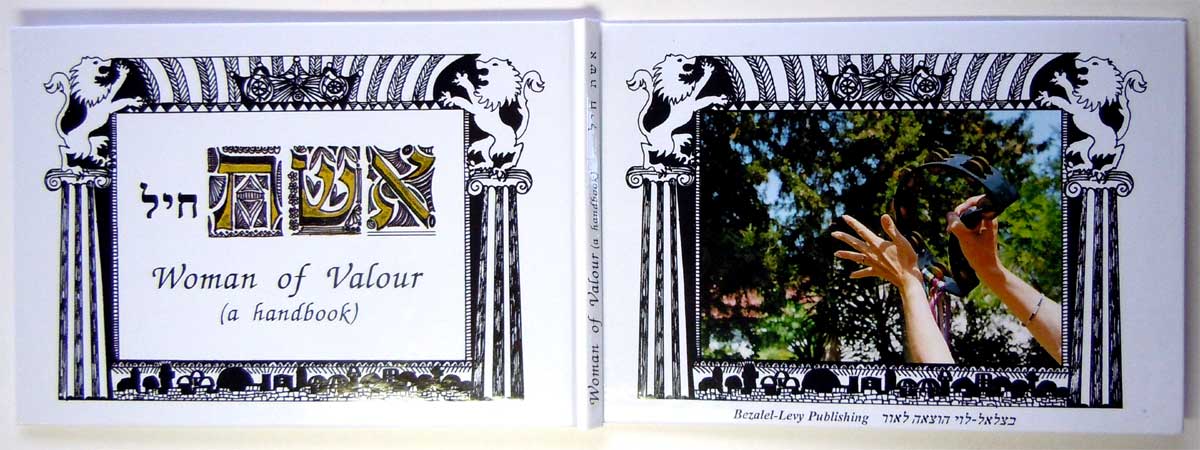 אשת חיל
Woman of Valour
(a handbook)
Woman of Valour (a handbook) אשת חיל
Bezalel-Levy Publishing בצלאל-לוי הוצאה לאור